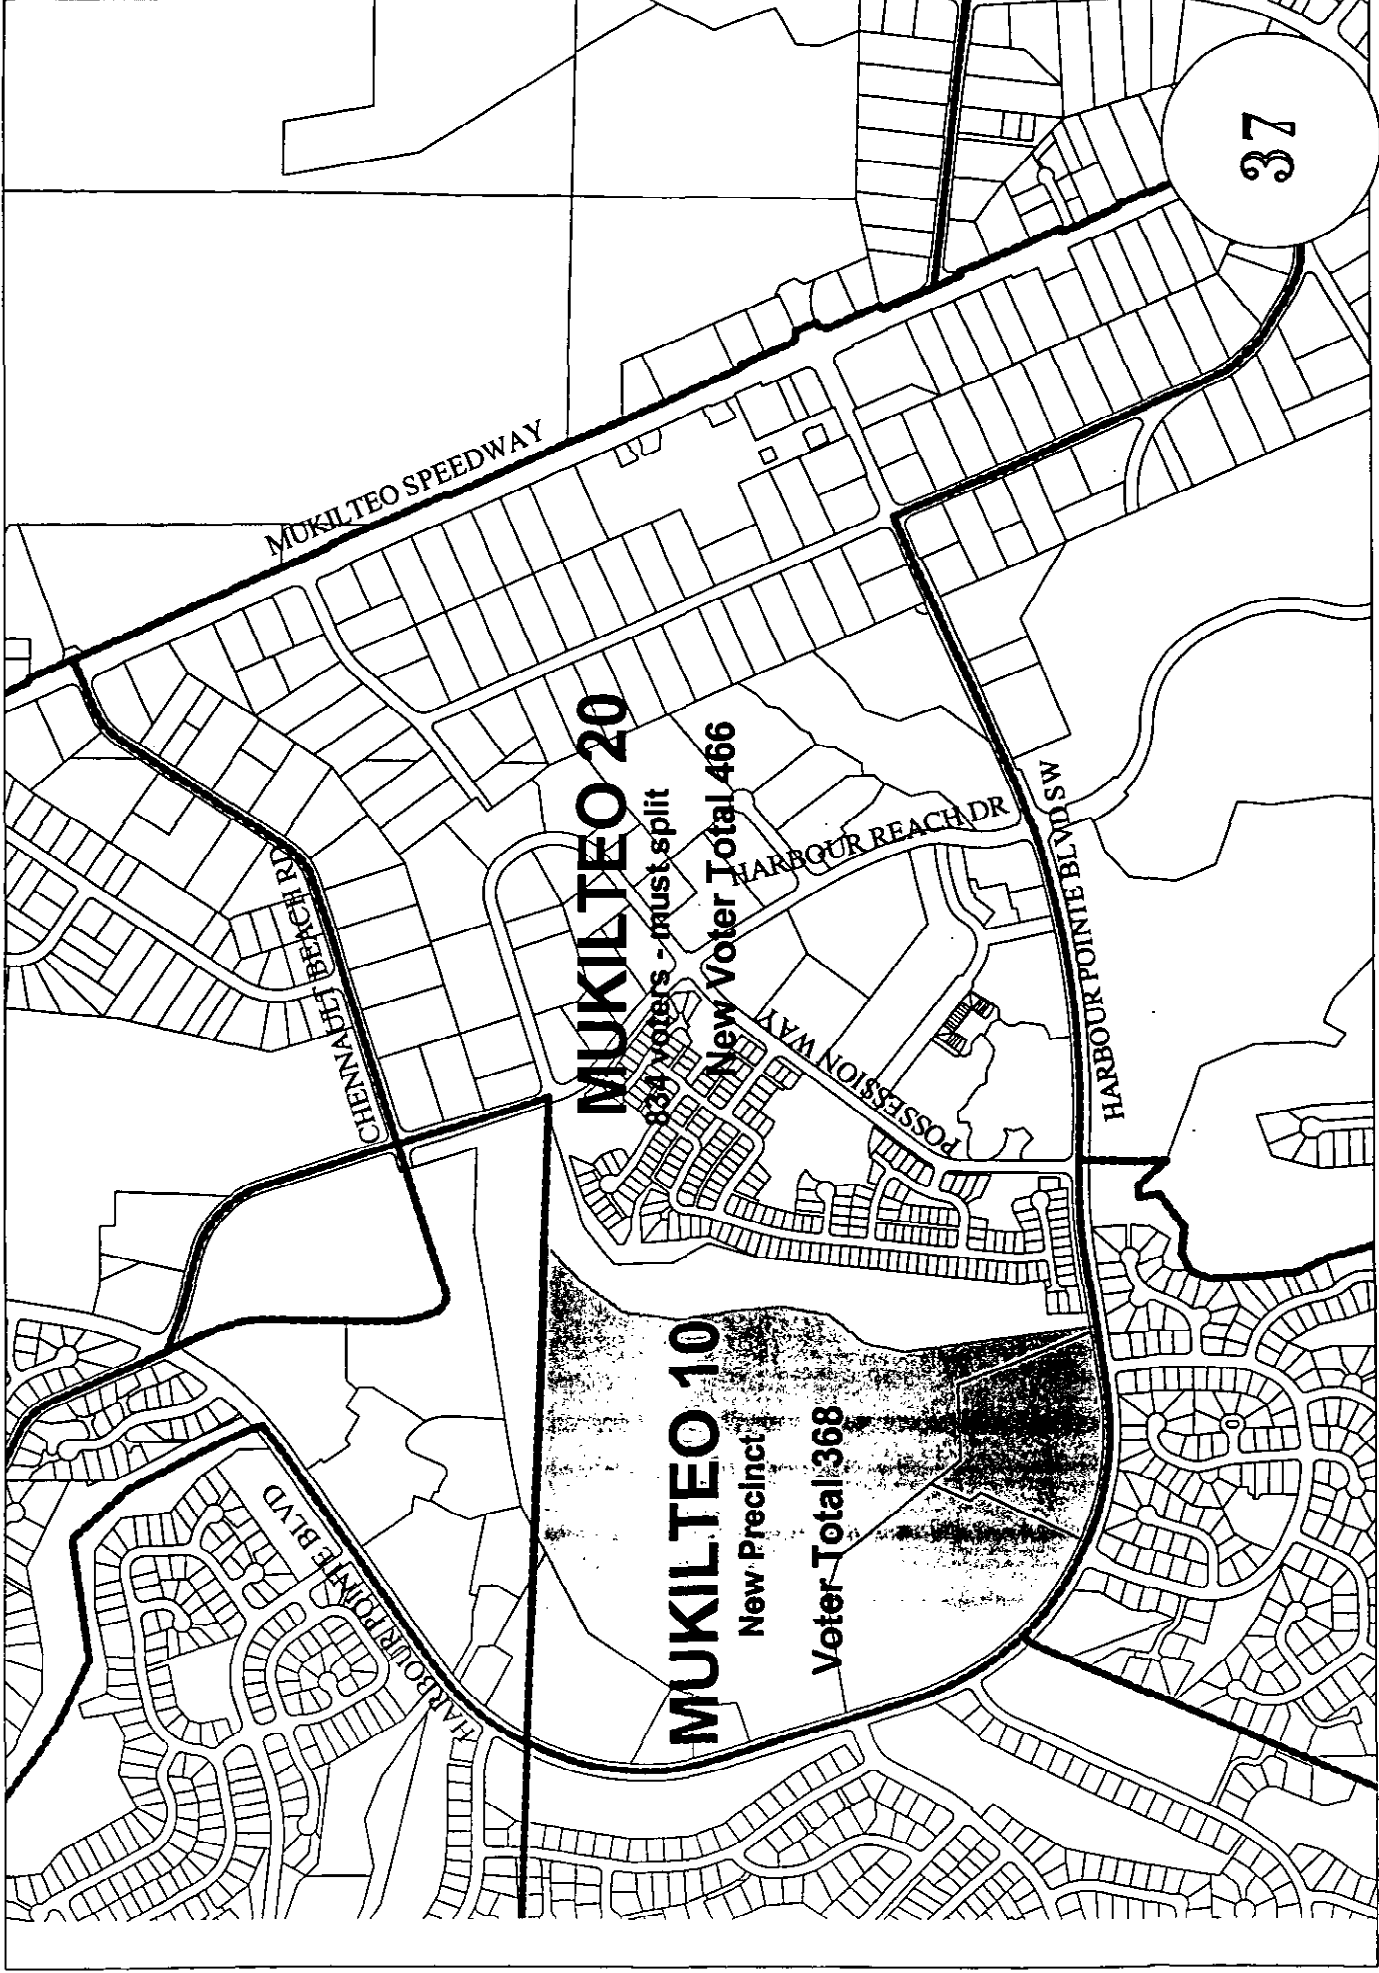 MUKILTEO SPEEDWAY
37
CHENNAULT BEACH RD
MUKILTEO 20
834 voters - must split
New Voter Total 466
HARBOUR REACH DR
POSSESSION WAY
HARBOUR POINTE BLVD SW
HARBOUR POINTE BLVD
MUKILTEO 10
New Precinct
Voter Total 368